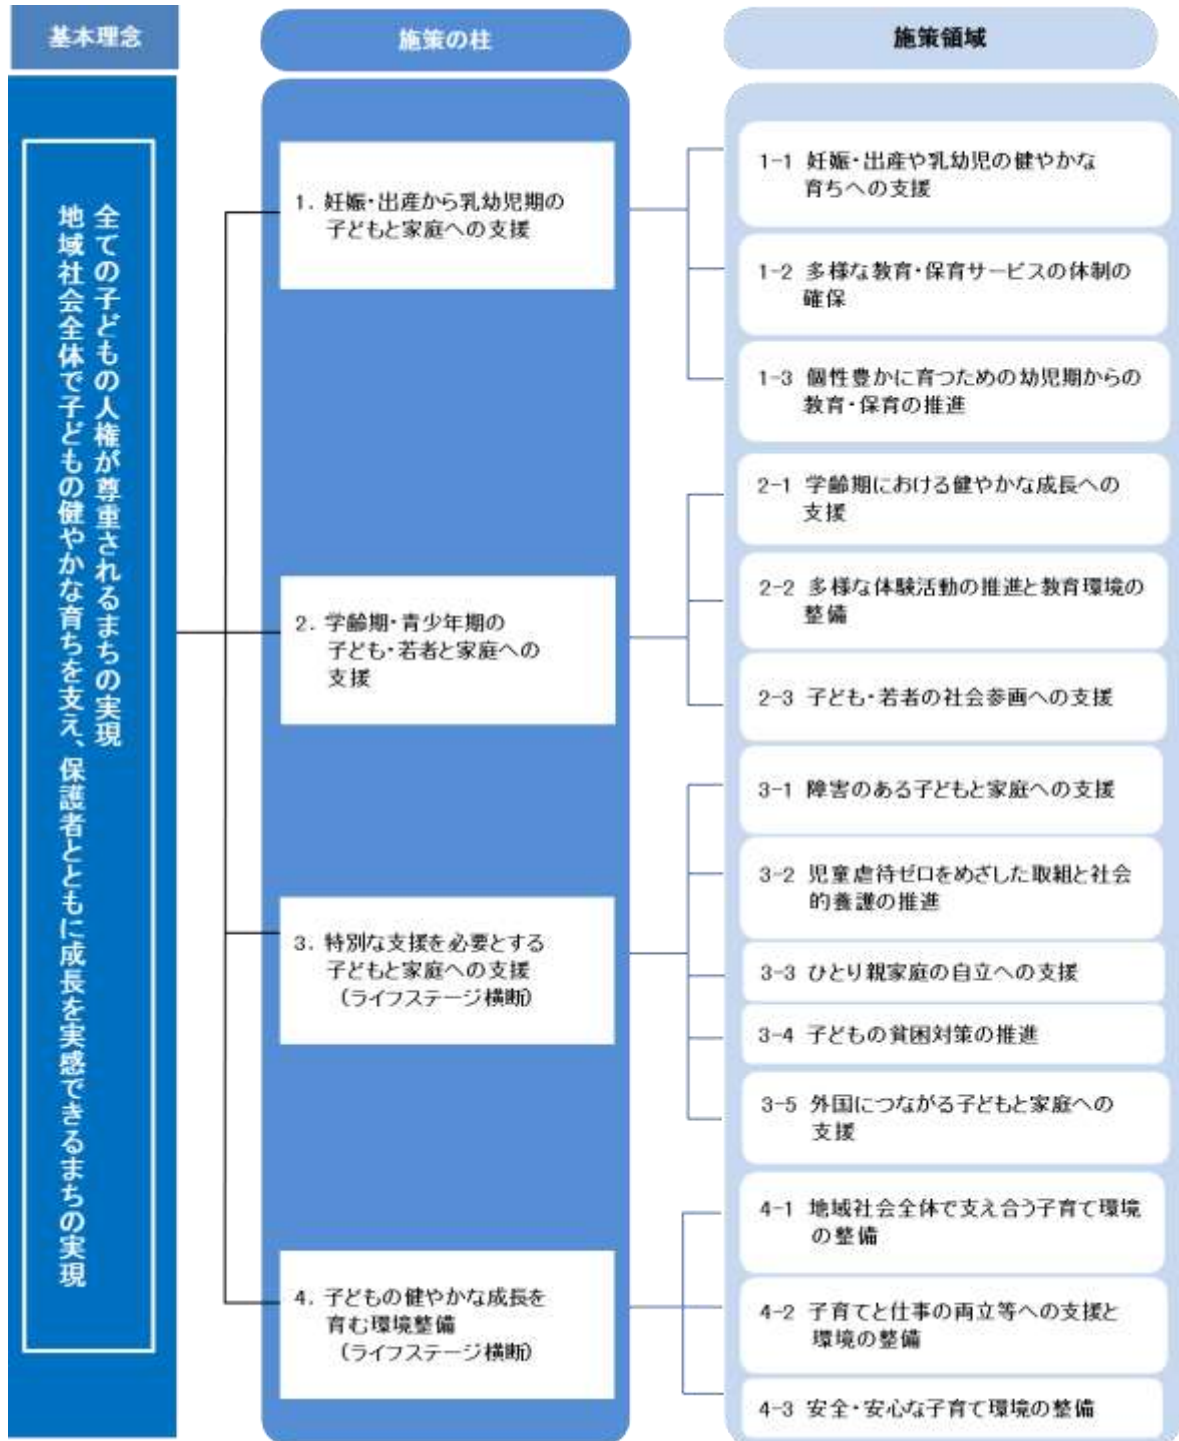 基本理念
施策の柱
施策領域
全ての子どもの人権が尊重されるまちの実現
地域社会全体で子どもの健やかな育ちを支え、保護者とともに成長を実感できるまちの実現
1. 妊娠・出産から乳幼児期の
子どもと家庭への支援
1-1 妊娠・出産や乳幼児の健やかな
育ちへの支援
1-2 多様な教育・保育サービスの体制の
確保
1-3 個性豊かに育つための幼児期からの
教育・保育の推進
2. 学齢期・青少年期の
子ども・若者と家庭への
支援
2-1 学齢期における健やかな成長への
支援
2-2 多様な体験活動の推進と教育環境の
整備
2-3 子ども・若者の社会参画への支援
3. 特別な支援を必要とする
子どもと家庭への支援
（ライフステージ横断）
3-1 障害のある子どもと家庭への支援
3-2 児童虐待ゼロをめざした取組と社会
的養護の推進
3-3 ひとり親家庭の自立への支援
3-4 子どもの貧困対策の推進
3-5 外国につながる子どもと家庭への
支援
4. 子どもの健やかな成長を
育む環境整備
（ライフステージ横断）
4-1 地域社会全体で支え合う子育て環境
の整備
4-2 子育てと仕事の両立等への支援と
環境の整備
4-3 安全・安心な子育て環境の整備